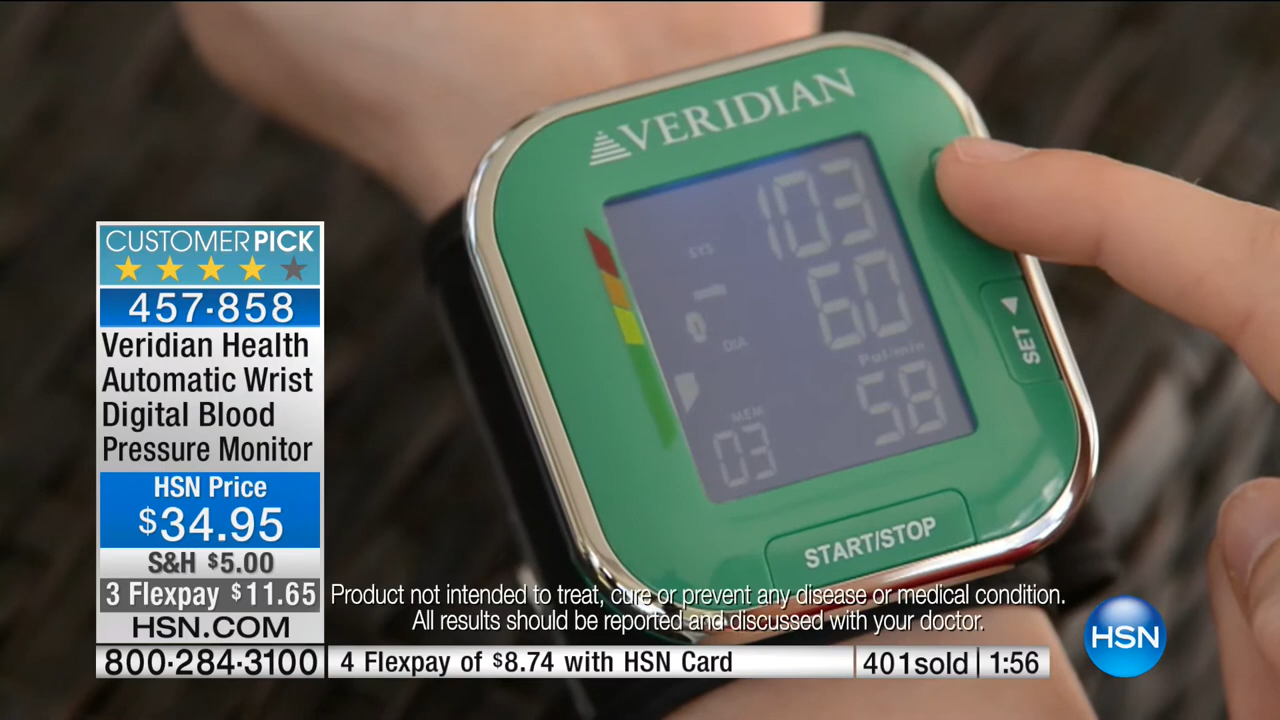 VERIDIAN
SYS
103
DIA
60
Pul/min
58
MEM
03
SET
START/STOP
CUSTOMER PICK
457·858
Veridian Health
Automatic Wrist
Digital Blood
Pressure Monitor
HSN Price
$34.95
S&H $5.00
3 Flexpay $11.65
HSN.COM
800·284·3100
Product not intended to treat, cure or prevent any disease or medical condition.
All results should be reported and discussed with your doctor.
4 Flexpay of $8.74 with HSN Card
401sold
1:56
HSN